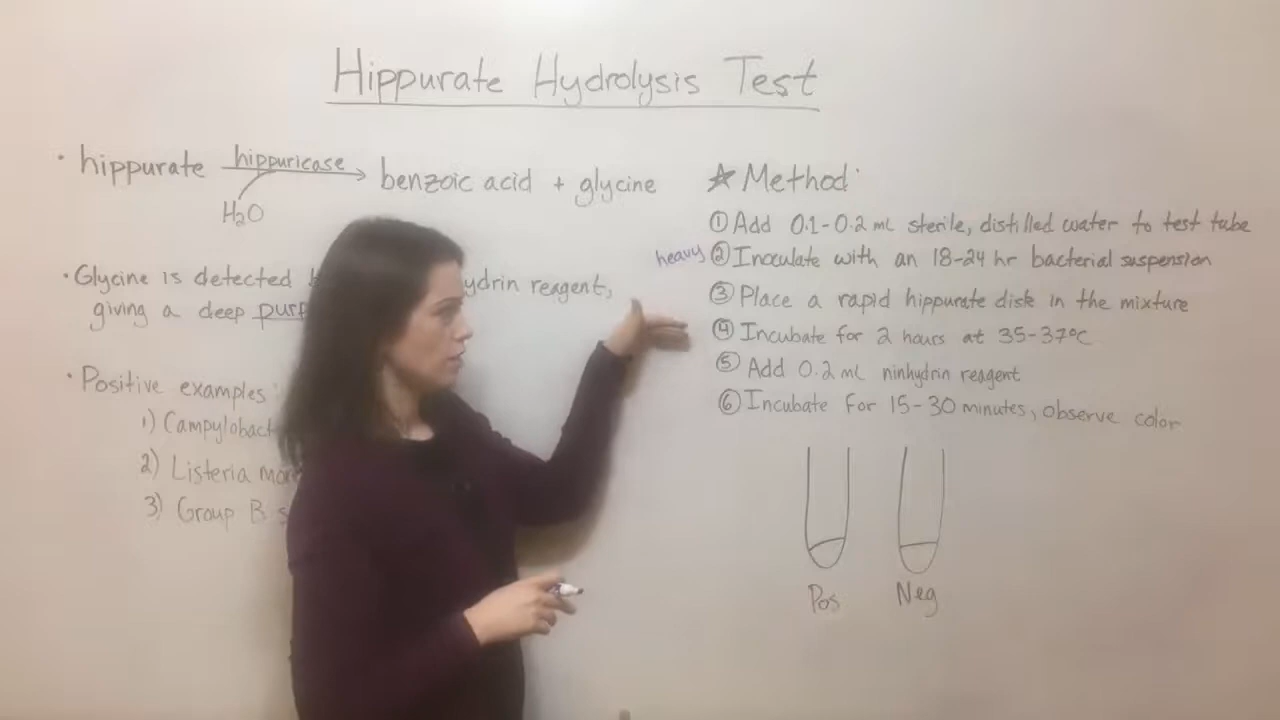 Hippurate Hydrolysis Test
• hippurate hippuricase → benzoic acid + glycine
H₂O
• Glycine is detected
reagent,
giving a deep
• Positive examples:
1)
2) Listeria
3) Group B
☆ Method:
① Add 0.1-0.2 mL sterile, distilled water to test tube
heavy ② Inoculate with an 18-24 hr bacterial suspension
③ Place a rapid hippurate disk in the mixture
④ Incubate for 2 hours at 35-37°C
⑤ Add 0.2 mL ninhydrin reagent
⑥ Incubate for 15-30 minutes, observe color
Pos Neg